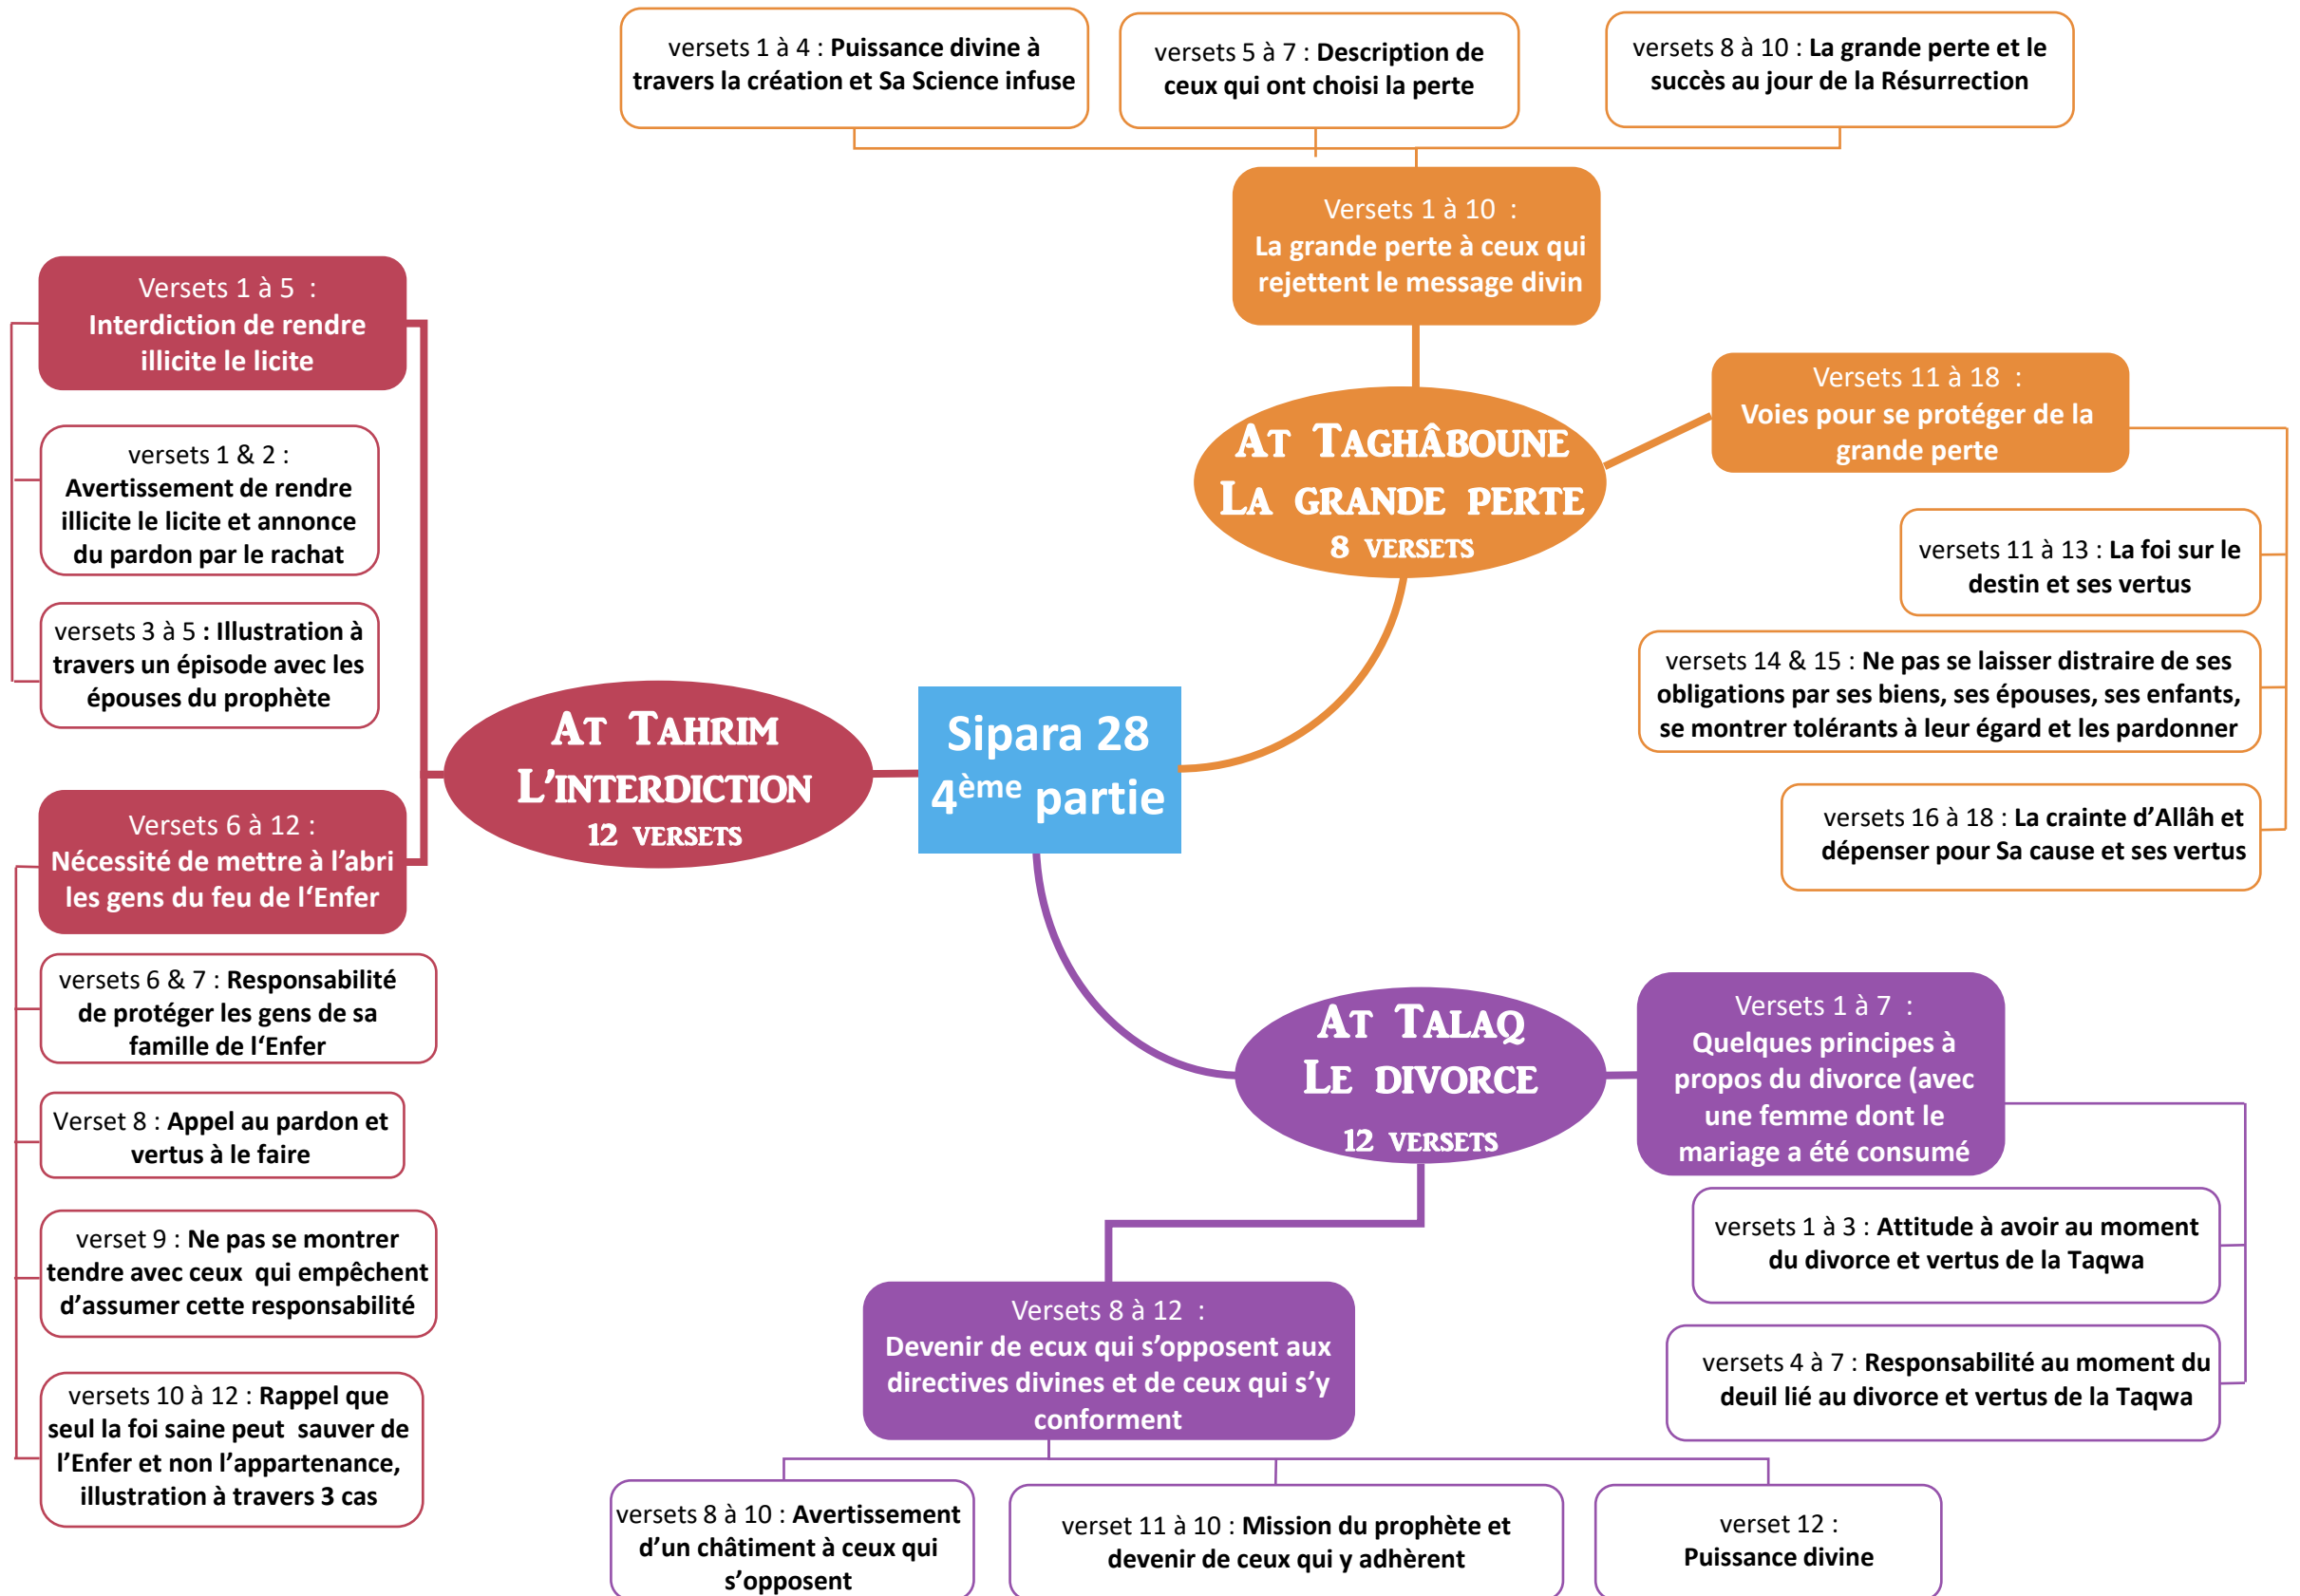 versets 1 à 4 : Puissance divine à
travers la création et Sa Science infuse
versets 5 à 7 : Description de
ceux qui ont choisi la perte
versets 8 à 10 : La grande perte et le
succès au jour de la Résurrection
Versets 1 à 10 :
La grande perte à ceux qui
rejettent le message divin
Versets 11 à 18 :
Voies pour se protéger de la
grande perte
AT TAGHÂBOUNE
LA GRANDE PERTE
8 VERSETS
versets 11 à 13 : La foi sur le
destin et ses vertus
versets 14 & 15 : Ne pas se laisser distraire de ses
obligations par ses biens, ses épouses, ses enfants,
se montrer tolérants à leur égard et les pardonner
versets 16 à 18 : La crainte d’Allâh et
dépenser pour Sa cause et ses vertus
Sipara 28
4ème partie
AT TAHRIM
L’INTERDICTION
12 VERSETS
Versets 1 à 5 :
Interdiction de rendre
illicite le licite
versets 1 & 2 :
Avertissement de rendre
illicite le licite et annonce
du pardon par le rachat
versets 3 à 5 : Illustration à
travers un épisode avec les
épouses du prophète
Versets 6 à 12 :
Nécessité de mettre à l’abri
les gens du feu de l‘Enfer
versets 6 & 7 : Responsabilité
de protéger les gens de sa
famille de l‘Enfer
Verset 8 : Appel au pardon et
vertus à le faire
verset 9 : Ne pas se montrer
tendre avec ceux qui empêchent
d’assumer cette responsabilité
versets 10 à 12 : Rappel que
seul la foi saine peut sauver de
l’Enfer et non l’appartenance,
illustration à travers 3 cas
AT TALAQ
LE DIVORCE
12 VERSETS
Versets 1 à 7 :
Quelques principes à
propos du divorce (avec
une femme dont le
mariage a été consumé
versets 1 à 3 : Attitude à avoir au moment
du divorce et vertus de la Taqwa
versets 4 à 7 : Responsabilité au moment du
deuil lié au divorce et vertus de la Taqwa
Versets 8 à 12 :
Devenir de ecux qui s’opposent aux
directives divines et de ceux qui s’y
conforment
versets 8 à 10 : Avertissement
d’un châtiment à ceux qui
s’opposent
verset 11 à 10 : Mission du prophète et
devenir de ceux qui y adhèrent
verset 12 :
Puissance divine